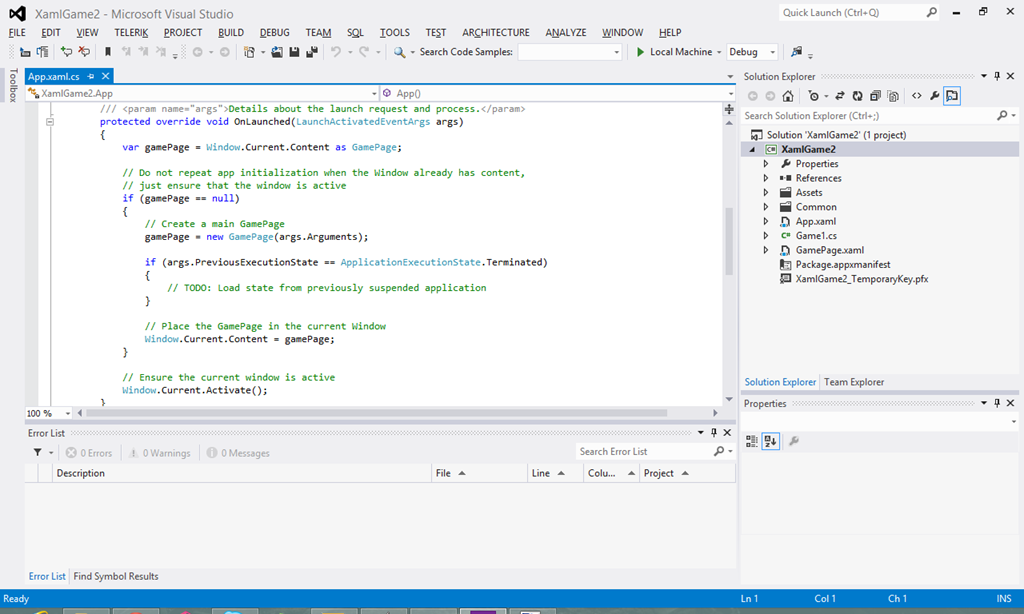 XamlGame2 - Microsoft Visual Studio
Quick Launch (Ctrl+Q)
FILE EDIT VIEW TELERIK PROJECT BUILD DEBUG TEAM SQL TOOLS TEST ARCHITECTURE ANALYZE WINDOW HELP
Search Code Samples: Local Machine Debug
Toolbox
App.xaml.cs
XamlGame2.App App()
/// <param name="args">Details about the launch request and process.</param>
protected override void OnLaunched(LaunchActivatedEventArgs args)
{
var gamePage = Window.Current.Content as GamePage;
// Do not repeat app initialization when the Window already has content,
// just ensure that the window is active
if (gamePage == null)
{
// Create a main GamePage
gamePage = new GamePage(args.Arguments);
if (args.PreviousExecutionState == ApplicationExecutionState.Terminated)
{
// TODO: Load state from previously suspended application
}
// Place the GamePage in the current Window
Window.Current.Content = gamePage;
}
// Ensure the current window is active
Window.Current.Activate();
}
100 %
Error List
0 Errors 0 Warnings 0 Messages Search Error List
Description File Line Colu... Project
Error List Find Symbol Results
Solution Explorer
Search Solution Explorer (Ctrl+;)
Solution 'XamlGame2' (1 project)
XamlGame2
Properties
References
Assets
Common
App.xaml
Game1.cs
GamePage.xaml
Package.appxmanifest
XamlGame2_TemporaryKey.pfx
Solution Explorer Team Explorer
Properties
Ready Ln 1 Col 1 Ch 1 INS